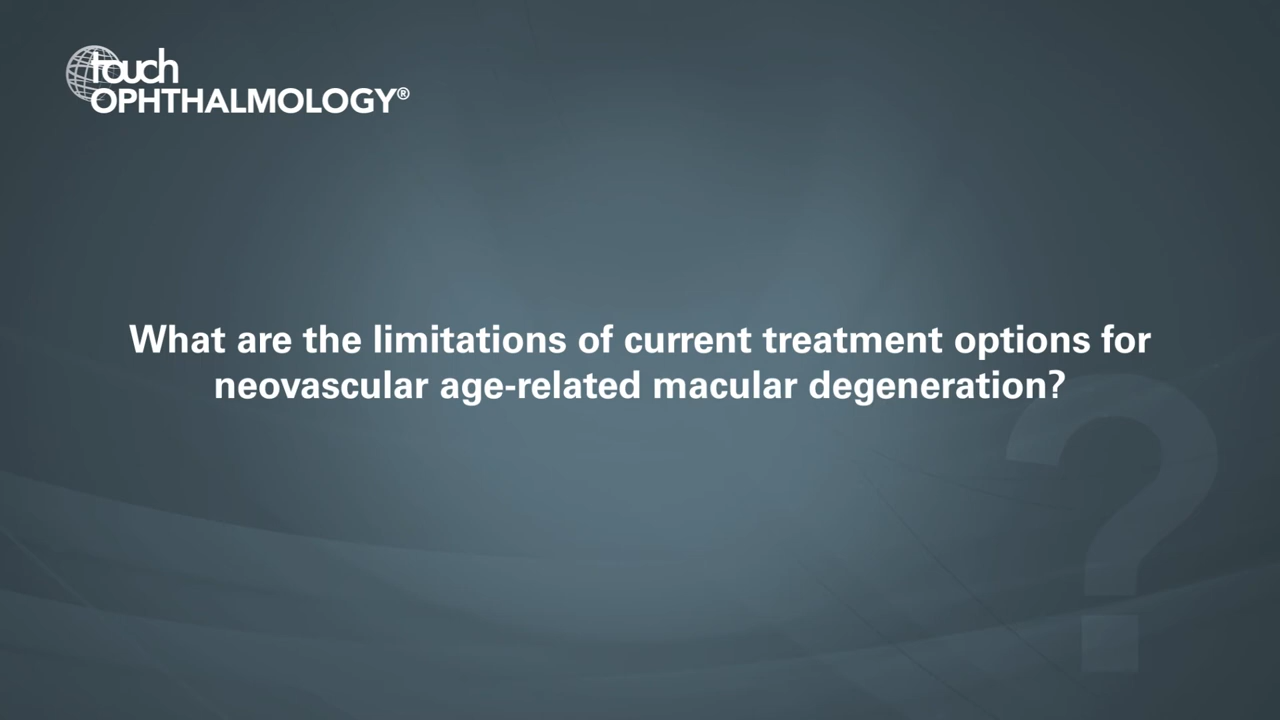 touch
OPHTHALMOLOGY®
What are the limitations of current treatment options for
neovascular age-related macular degeneration?
?